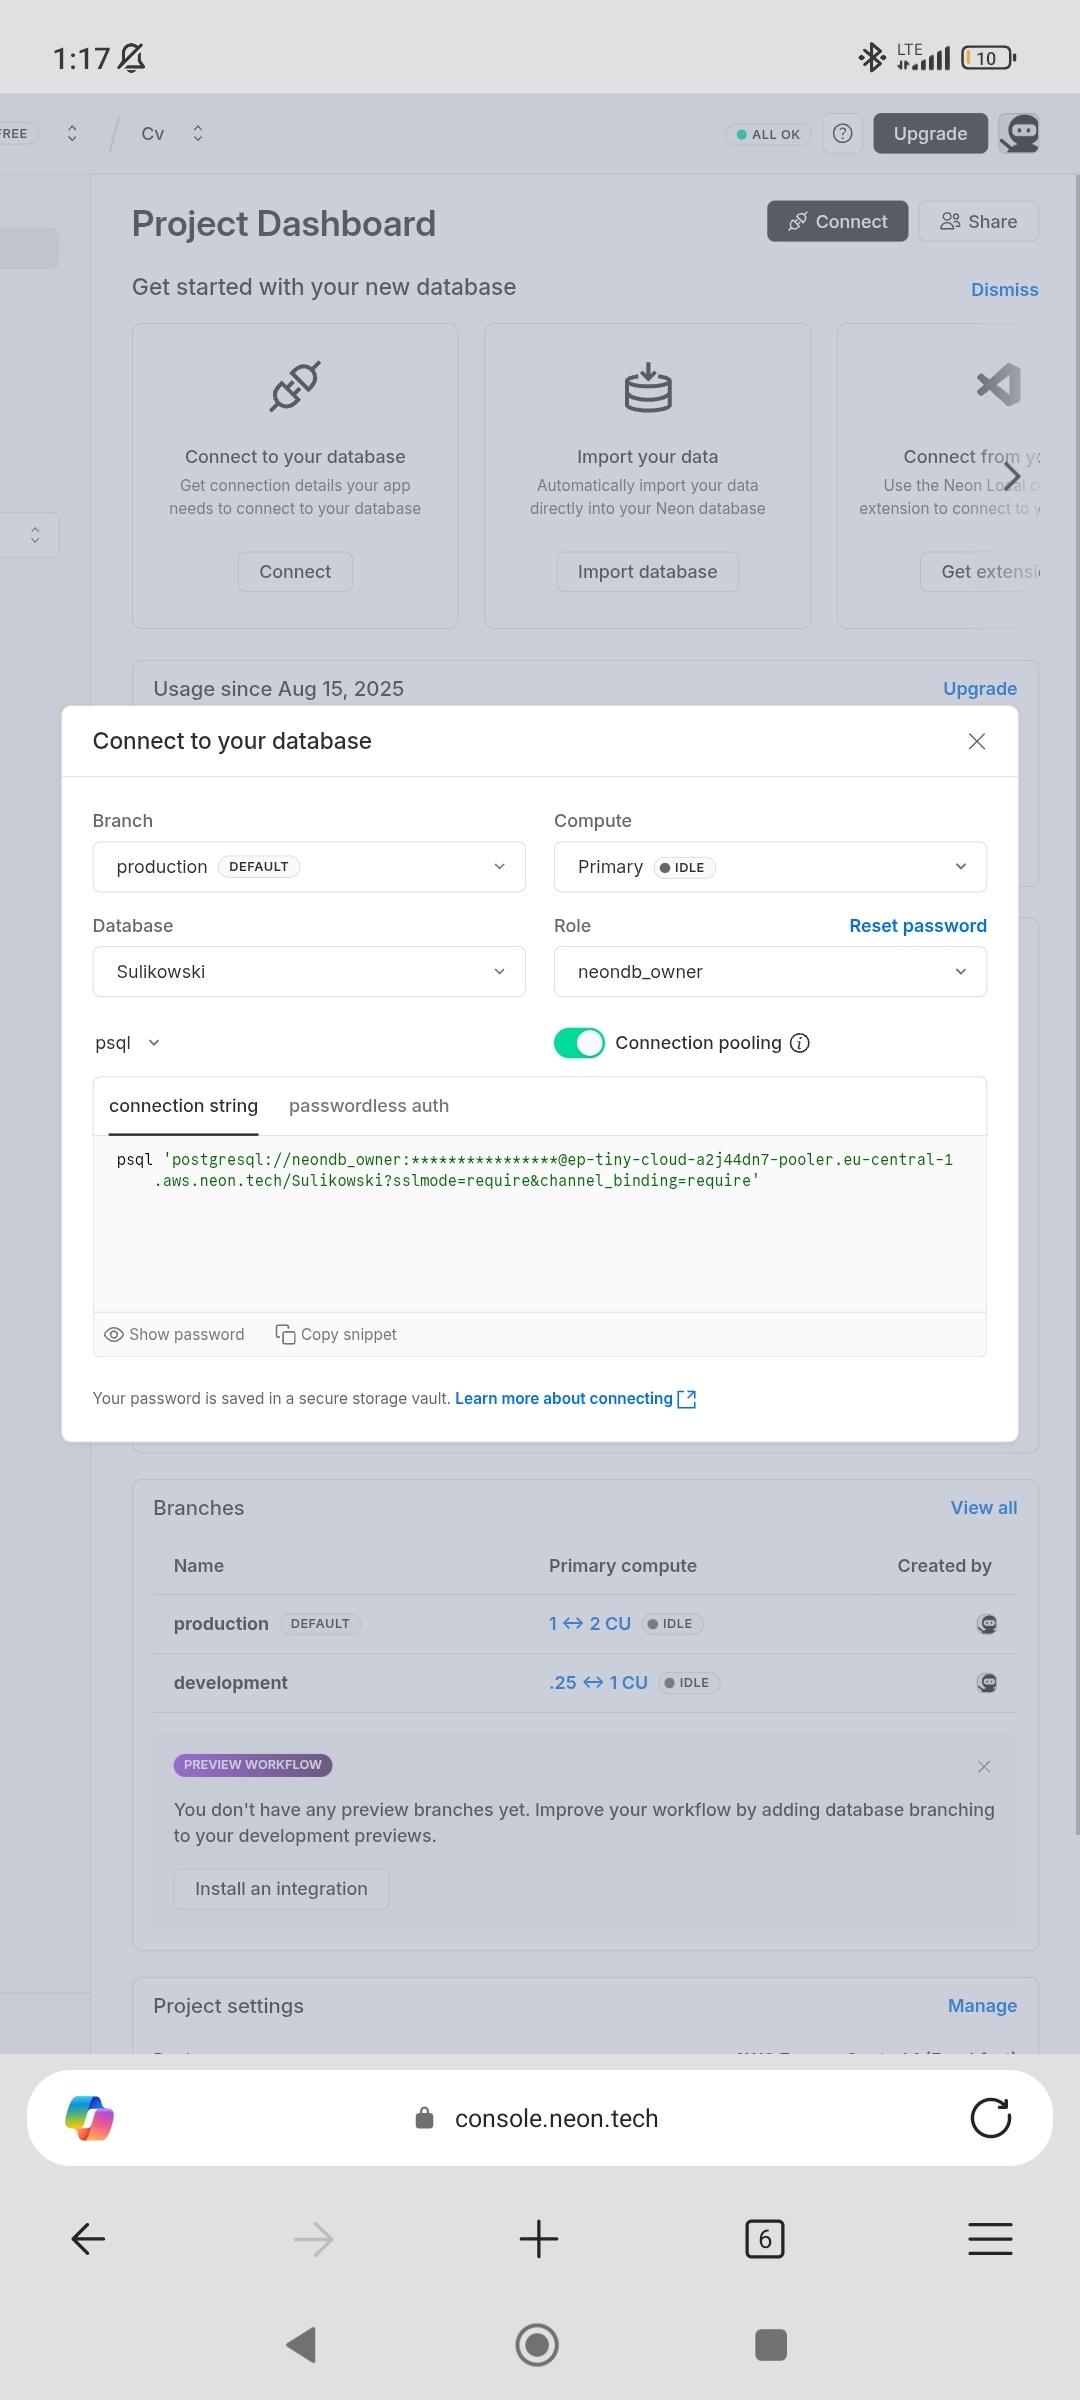 1:17
LTE
10
FREE
Cv
ALL OK
Upgrade
Project Dashboard
Connect
Share
Get started with your new database
Dismiss
Connect to your database
Get connection details your app
needs to connect to your database
Connect
Import your data
Automatically import your data
directly into your Neon database
Import database
Connect from
Use the Neon Local
extension to connect to
Get
Usage since Aug 15, 2025
Upgrade
Connect to your database
Branch
production DEFAULT
Compute
Primary IDLE
Database
Sulikowski
Role
Reset password
neondb_owner
psql
Connection pooling
connection string
passwordless auth
psql 'postgresql://neondb_owner:****************@ep-tiny-cloud-a2j44dn7-pooler.eu-central-1
.aws.neon.tech/Sulikowski?sslmode=require&channel_binding=require'
Show password
Copy snippet
Your password is saved in a secure storage vault. Learn more about connecting
Branches
View all
Name
Primary compute
Created by
production DEFAULT
1 ↔ 2 CU IDLE
development
.25 ↔ 1 CU IDLE
PREVIEW WORKFLOW
You don't have any preview branches yet. Improve your workflow by adding database branching
to your development previews.
Install an integration
Project settings
Manage
console.neon.tech
6